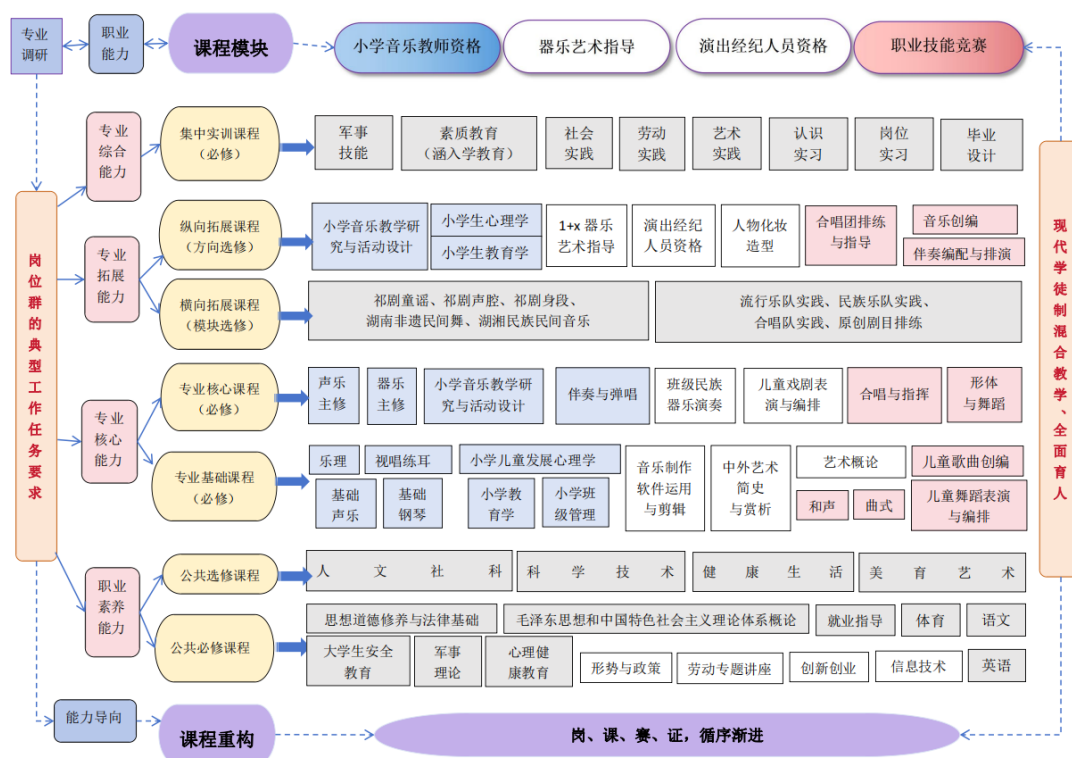 专业
调研
职业
能力
课程模块
小学音乐教师资格
器乐艺术指导
演出经纪人员资格
职业技能竞赛
专业
综合
能力
集中实训课程
（必修）
军事
技能
素质教育
（涵入学教育）
社会
实践
劳动
实践
艺术
实践
认识
实习
岗位
实习
毕业
设计
岗位群的典型工作任务要求
现代学徒制混合教学、全面育人
专业
拓展
能力
纵向拓展课程
（方向选修）
小学音乐教学研
究与活动设计
小学生心理学
小学生教育学
1+x 器乐
艺术指导
演出经纪
人员资格
人物化妆
造型
合唱团排练
与指导
音乐创编
伴奏编配与排演
横向拓展课程
（模块选修）
祁剧童谣、祁剧声腔、祁剧身段、
湖南非遗民间舞、湖湘民族民间音乐
流行乐队实践、民族乐队实践、
合唱队实践、原创剧目排练
专业
核心
能力
专业核心课程
（必修）
声乐
主修
器乐
主修
小学音乐教学研
究与活动设计
伴奏与弹唱
班级民族
器乐演奏
儿童戏剧表
演与编排
合唱与指挥
形体
与舞蹈
专业基础课程
（必修）
乐理
视唱练耳
小学儿童发展心理学
基础
声乐
基础
钢琴
小学教
育学
小学班
级管理
音乐制作
软件运用
与剪辑
中外艺术
简史
与赏析
艺术概论
和声
曲式
儿童歌曲创编
儿童舞蹈表演
与编排
职业
素养
能力
公共选修课程
人文社科
科学技术
健康生活
美育艺术
公共必修课程
思想道德修养与法律基础
毛泽东思想和中国特色社会主义理论体系概论
就业指导
体育
语文
大学生安全
教育
军事
理论
心理健
康教育
形势与政策
劳动专题讲座
创新创业
信息技术
英语
能力导向
课程重构
岗、课、赛、证，循序渐进